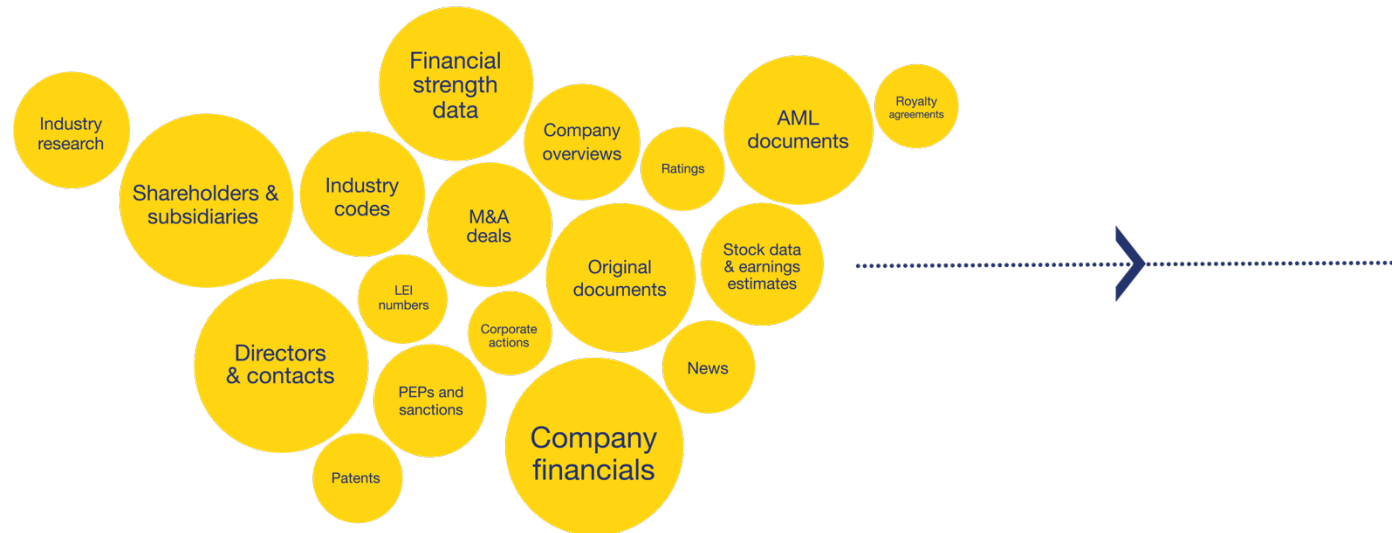 Industry
research
Shareholders &
subsidiaries
Financial
strength
data
Industry
codes
Company
overviews
Ratings
AML
documents
Royalty
agreements
M&A
deals
Original
documents
Stock data
& earnings
estimates
LEI
numbers
Corporate
actions
Directors
& contacts
PEPs and
sanctions
News
Company
financials
Patents